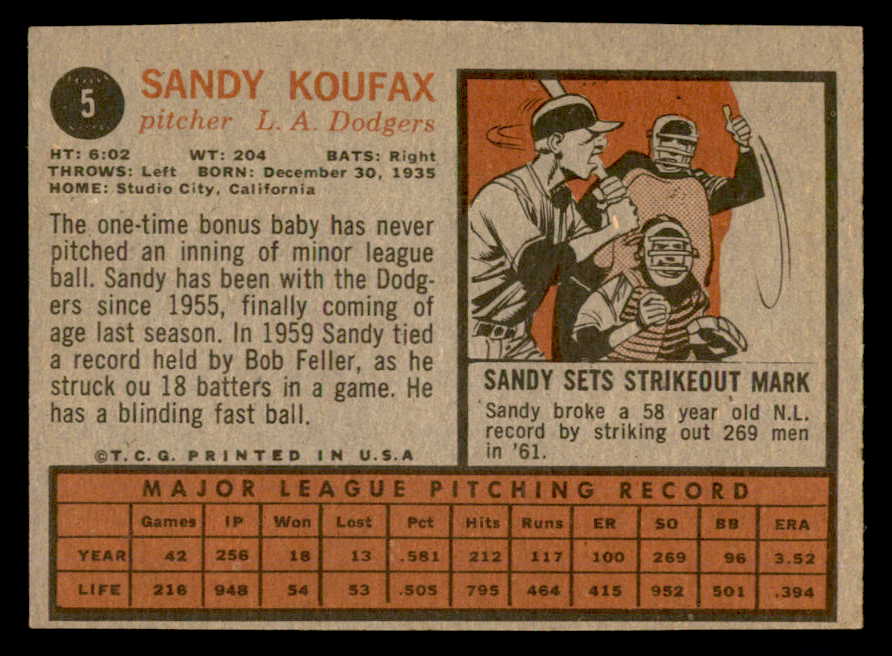 5
SANDY KOUFAX
pitcher L. A. Dodgers
HT: 6:02 WT: 204 BATS: Right
THROWS: Left BORN: December 30, 1935
HOME: Studio City, California
The one-time bonus baby has never
pitched an inning of minor league
ball. Sandy has been with the Dodg-
ers since 1955, finally coming of
age last season. In 1959 Sandy tied
a record held by Bob Feller, as he
struck ou 18 batters in a game. He
has a blinding fast ball.
©T.C.G. PRINTED IN U.S.A
SANDY SETS STRIKEOUT MARK
Sandy broke a 58 year old N.L.
record by striking out 269 men
in '61.
MAJOR LEAGUE PITCHING RECORD
Games IP Won Lost Pct Hits Runs ER SO BB ERA
YEAR 42 256 18 13 .581 212 117 100 269 96 3.52
LIFE 216 948 54 53 .505 795 464 415 952 501 .394